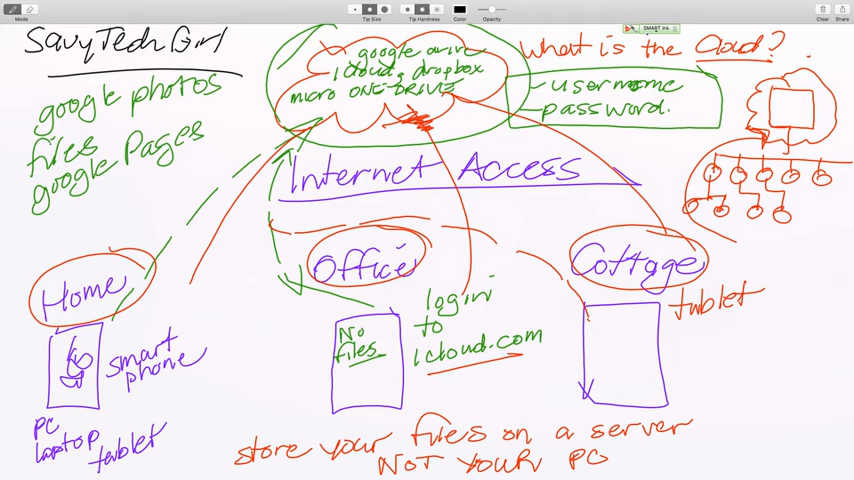 Mode
Tip Size
Tip Hardness
Color
Opacity
Clear
Share
SMART Ink
SavyTechGirl
google photos
files
google Pages
google drive
icloud, dropbox
micro ONE-DRIVE
What is the Cloud?
- username
- password.
Internet Access
Home
Office
Cottage
smart
phone
PC
laptop
tablet
No
files
login
to
icloud.com
tablet
store your files on a server
NOT YOUR PC